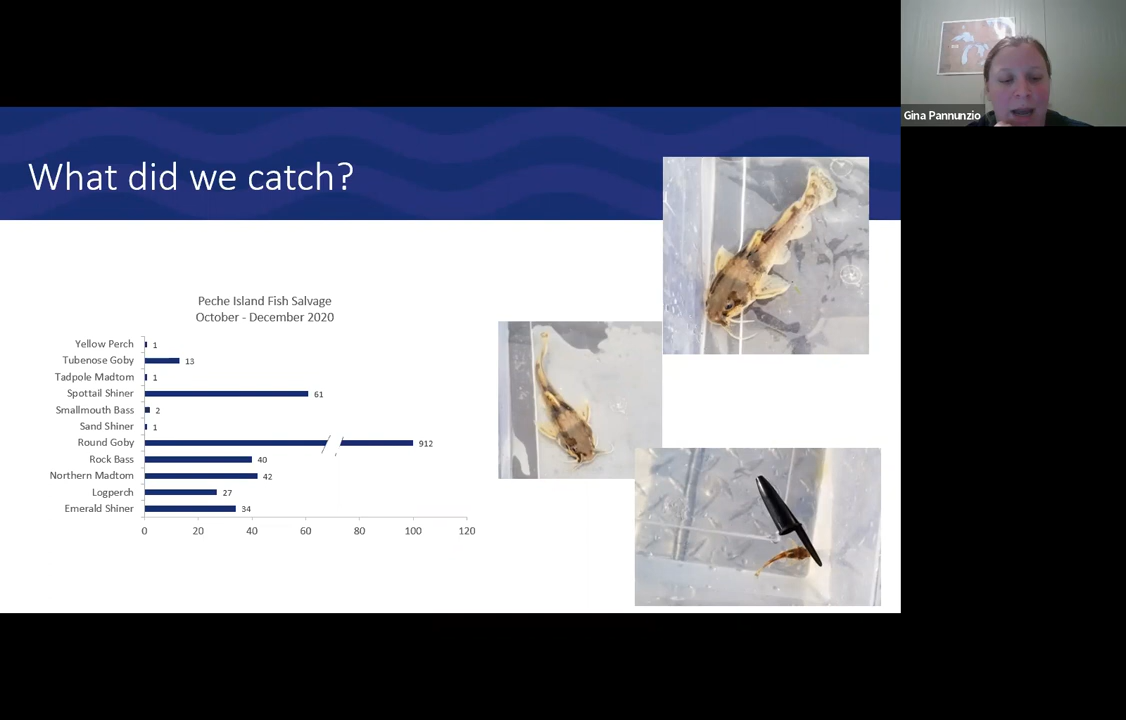 Gina Pannunzio
What did we catch?
Peche Island Fish Salvage
October - December 2020
Yellow Perch 1
Tubenose Goby 13
Tadpole Madtom 1
Spottail Shiner 61
Smallmouth Bass 2
Sand Shiner 1
Round Goby 912
Rock Bass 40
Northern Madtom 42
Logperch 27
Emerald Shiner 34
0 20 40 60 80 100 120